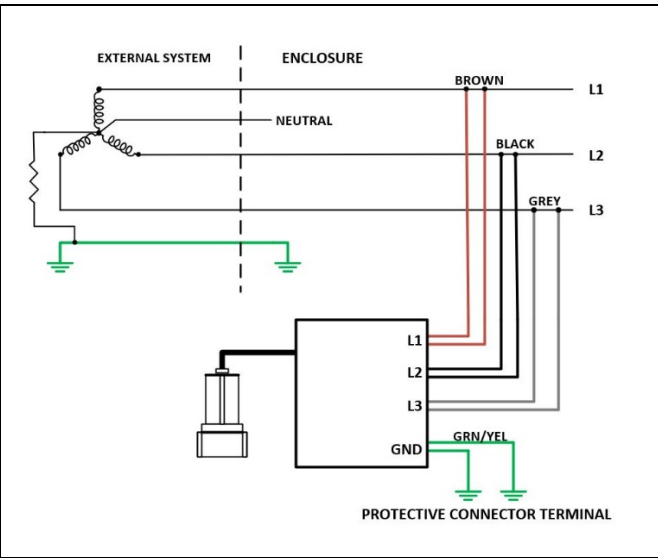 EXTERNAL SYSTEM
ENCLOSURE
BROWN
L1
NEUTRAL
BLACK
L2
GREY
L3
L1
L2
L3
GRN/YEL
GND
PROTECTIVE CONNECTOR TERMINAL